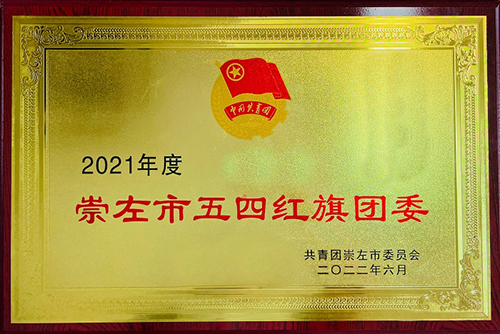 中国共青团
2021年度
崇左市五四红旗团委
共青团崇左市委员会
二〇二二年六月